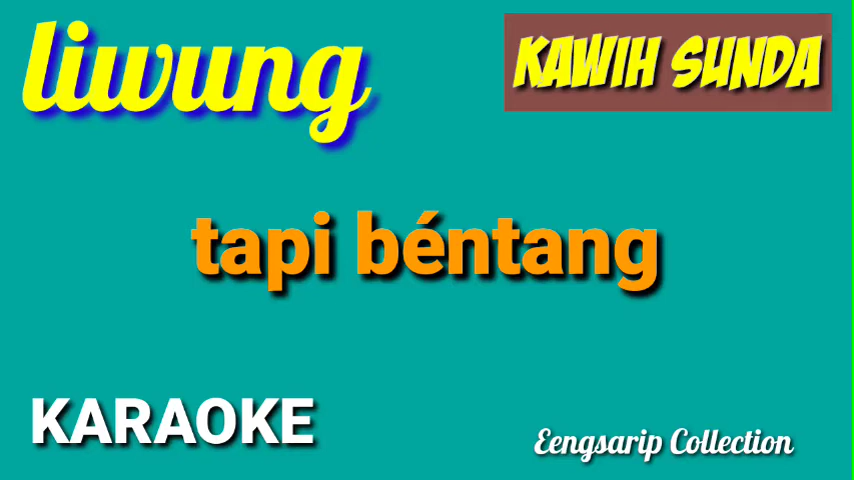 liwung
KAWIH SUNDA
tapi béntang
KARAOKE
Eengsarip Collection